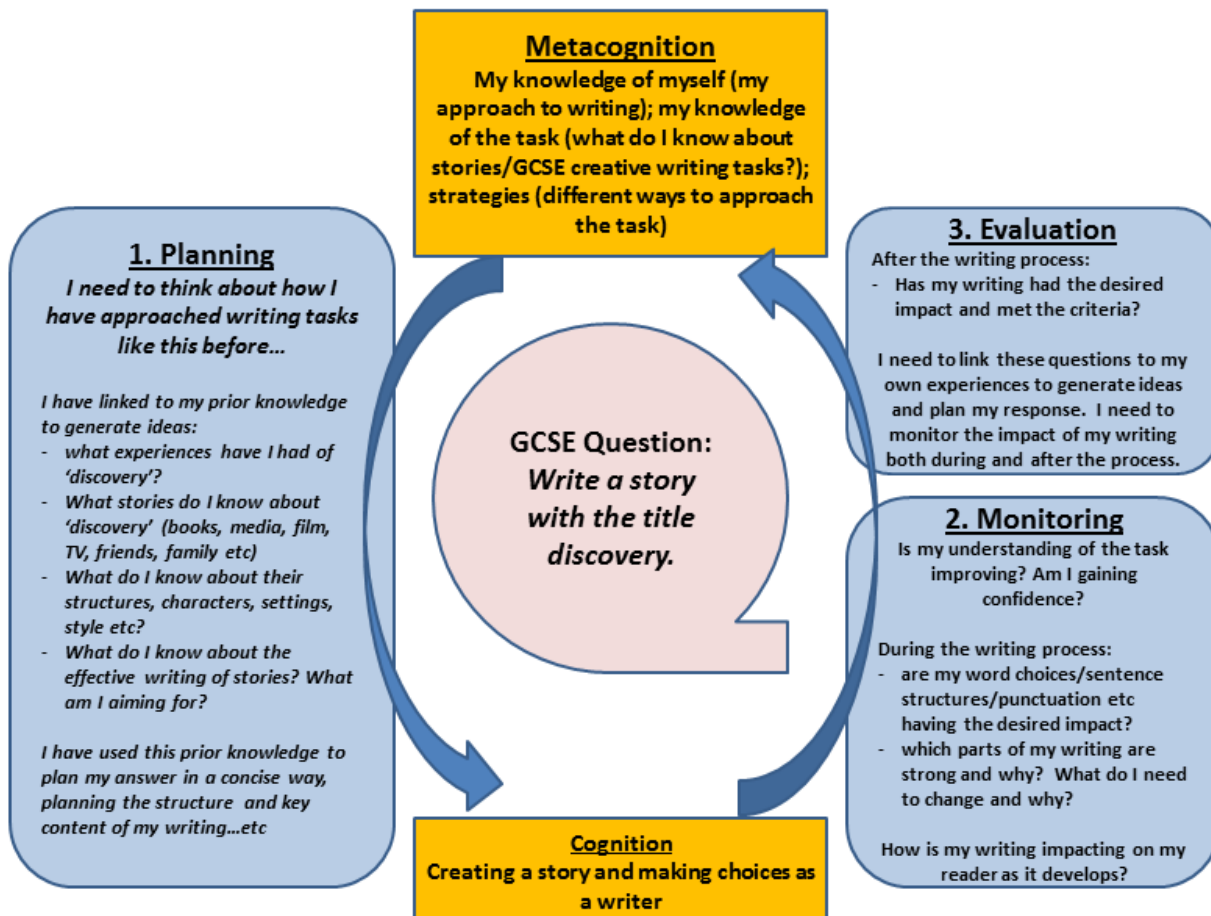 Metacognition
My knowledge of myself (my
approach to writing); my knowledge
of the task (what do I know about
stories/GCSE creative writing tasks?);
strategies (different ways to approach
the task)
1. Planning
I need to think about how I
have approached writing tasks
like this before...
I have linked to my prior knowledge
to generate ideas:
- what experiences have I had of
‘discovery’?
- What stories do I know about
‘discovery’ (books, media, film,
TV, friends, family etc)
- What do I know about their
structures, characters, settings,
style etc?
- What do I know about the
effective writing of stories? What
am I aiming for?
I have used this prior knowledge to
plan my answer in a concise way,
planning the structure and key
content of my writing...etc
GCSE Question:
Write a story
with the title
discovery.
Cognition
Creating a story and making choices as
a writer
2. Monitoring
Is my understanding of the task
improving? Am I gaining
confidence?
During the writing process:
- are my word choices/sentence
structures/punctuation etc
having the desired impact?
- which parts of my writing are
strong and why? What do I need
to change and why?
How is my writing impacting on my
reader as it develops?
3. Evaluation
After the writing process:
- Has my writing had the desired
impact and met the criteria?
I need to link these questions to my
own experiences to generate ideas
and plan my response. I need to
monitor the impact of my writing
both during and after the process.